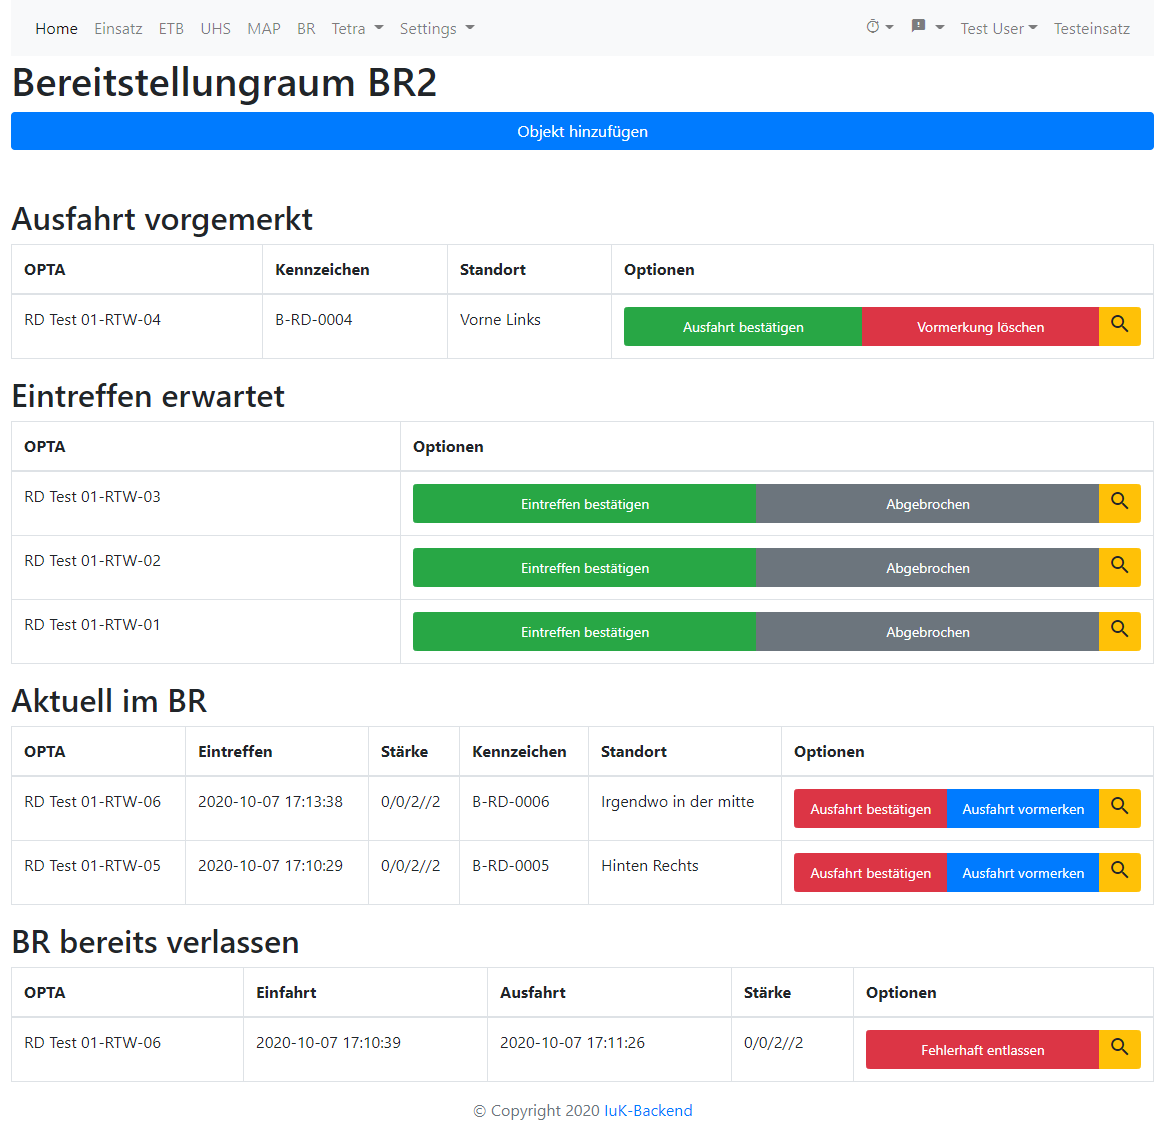 Home Einsatz ETB UHS MAP BR Tetra Settings Test User Testeinsatz
Bereitstellungraum BR2
Objekt hinzufügen
Ausfahrt vorgemerkt
OPTA Kennzeichen Standort Optionen
RD Test 01-RTW-04 B-RD-0004 Vorne Links Ausfahrt bestätigen Vormerkung löschen
Eintreffen erwartet
OPTA Optionen
RD Test 01-RTW-03 Eintreffen bestätigen Abgebrochen
RD Test 01-RTW-02 Eintreffen bestätigen Abgebrochen
RD Test 01-RTW-01 Eintreffen bestätigen Abgebrochen
Aktuell im BR
OPTA Eintreffen Stärke Kennzeichen Standort Optionen
RD Test 01-RTW-06 2020-10-07 17:13:38 0/0/2//2 B-RD-0006 Irgendwo in der mitte Ausfahrt bestätigen Ausfahrt vormerken
RD Test 01-RTW-05 2020-10-07 17:10:29 0/0/2//2 B-RD-0005 Hinten Rechts Ausfahrt bestätigen Ausfahrt vormerken
BR bereits verlassen
OPTA Einfahrt Ausfahrt Stärke Optionen
RD Test 01-RTW-06 2020-10-07 17:10:39 2020-10-07 17:11:26 0/0/2//2 Fehlerhaft entlassen
© Copyright 2020 IuK-Backend